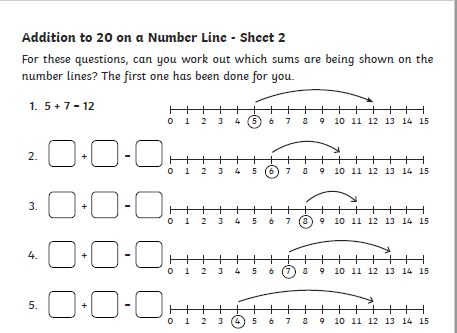 Addition to 20 on a Number Line - Sheet 2
For these questions, can you work out which sums are being shown on the
number lines? The first one has been done for you.
1. 5 + 7 = 12
0 1 2 3 4 5 6 7 8 9 10 11 12 13 14 15
2. + =
0 1 2 3 4 5 6 7 8 9 10 11 12 13 14 15
3. + =
0 1 2 3 4 5 6 7 8 9 10 11 12 13 14 15
4. + =
0 1 2 3 4 5 6 7 8 9 10 11 12 13 14 15
5. + =
0 1 2 3 4 5 6 7 8 9 10 11 12 13 14 15